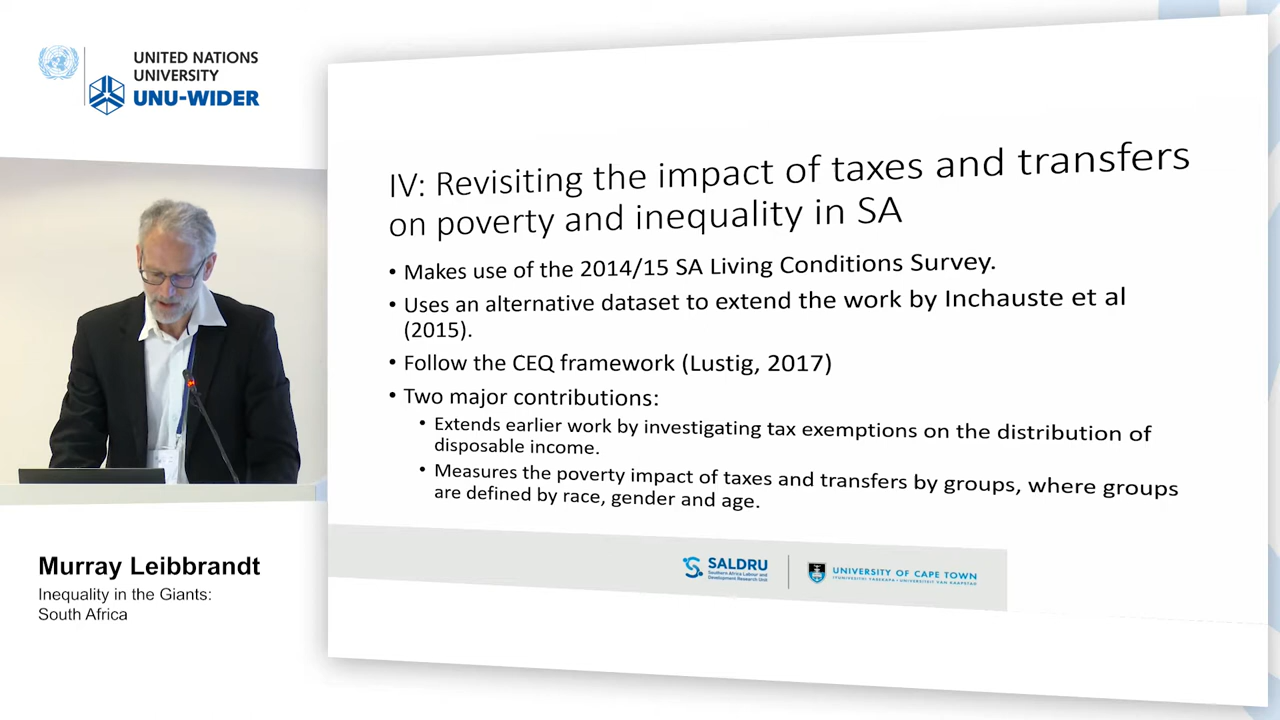 UNITED NATIONS
UNIVERSITY
UNU-WIDER
IV: Revisiting the impact of taxes and transfers
on poverty and inequality in SA
• Makes use of the 2014/15 SA Living Conditions Survey.
• Uses an alternative dataset to extend the work by Inchauste et al
(2015).
• Follow the CEQ framework (Lustig, 2017)
• Two major contributions:
• Extends earlier work by investigating tax exemptions on the distribution of
disposable income.
• Measures the poverty impact of taxes and transfers by groups, where groups
are defined by race, gender and age.
SALDRU
Southern Africa Labour and
Development Research Unit
UNIVERSITY OF CAPE TOWN
Murray Leibbrandt
Inequality in the Giants:
South Africa